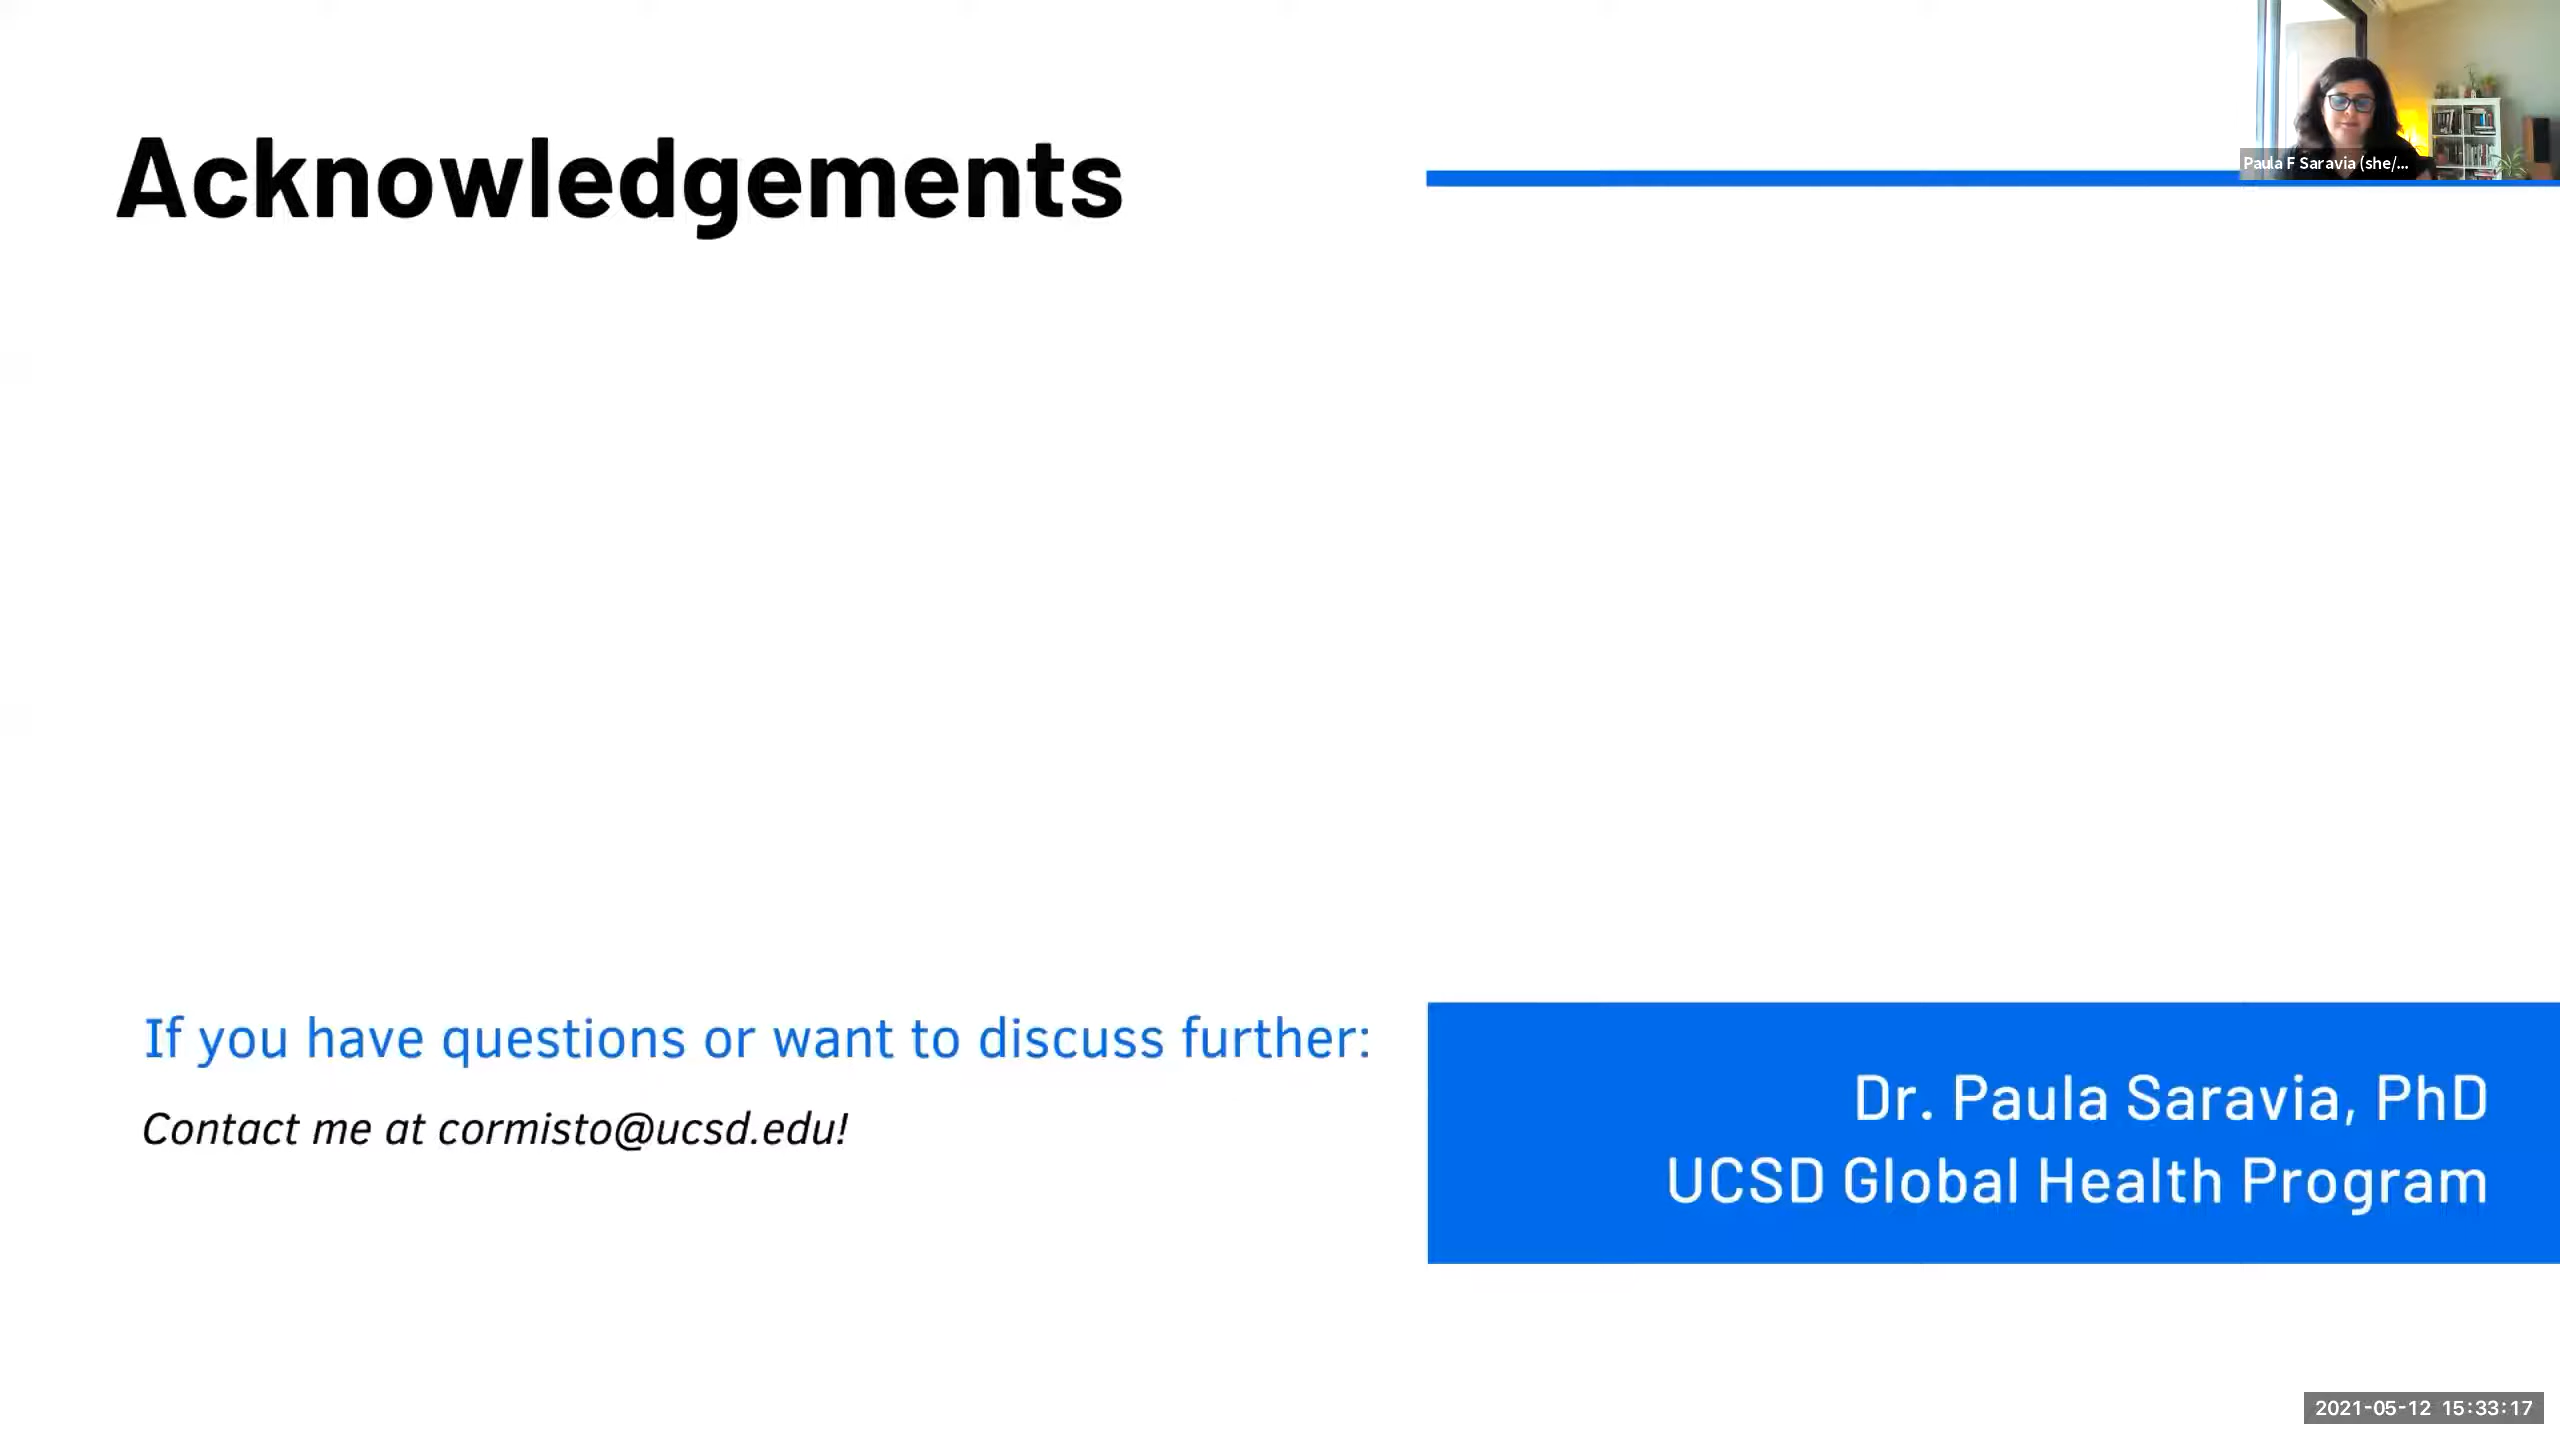 Acknowledgements
Paula F Saravia (she/...
If you have questions or want to discuss further:
Contact me at cormisto@ucsd.edu!
Dr. Paula Saravia, PhD
UCSD Global Health Program
2021-05-12 15:33:17